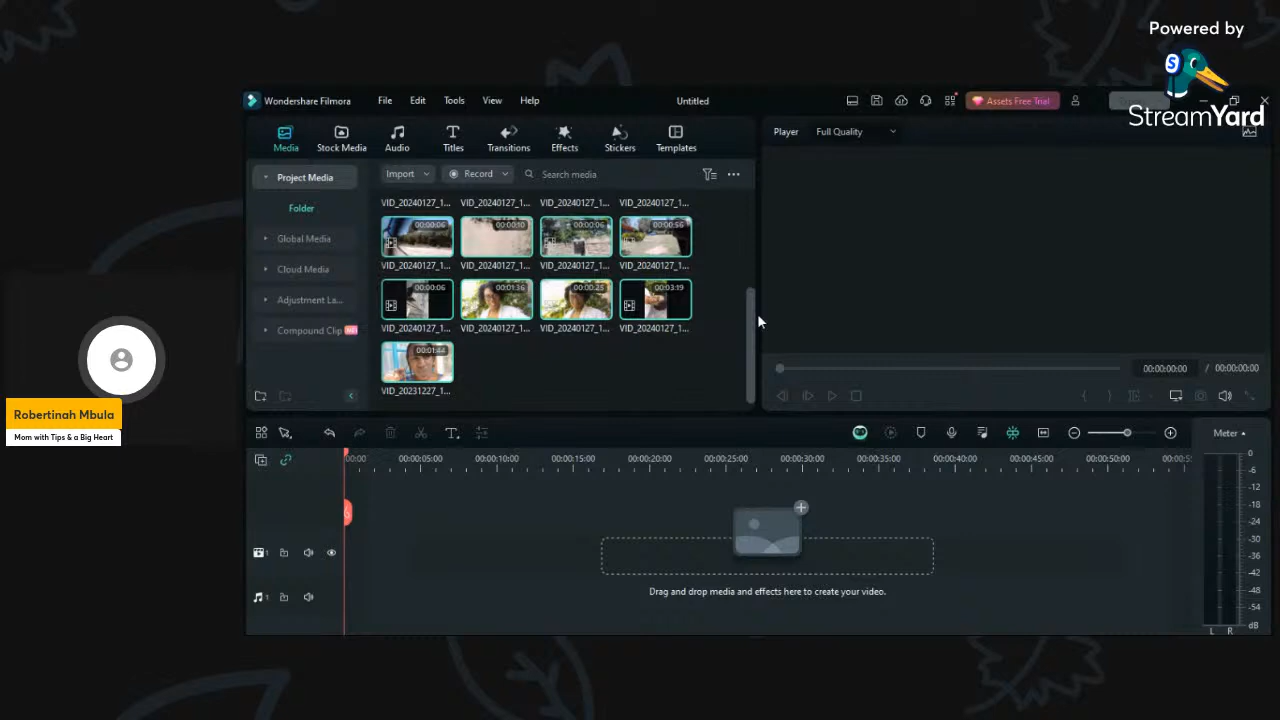 Powered by
StreamYard
Wondershare Filmora
File
Edit
Tools
View
Help
Untitled
Assets Free Trial
Media
Stock Media
Audio
Titles
Transitions
Effects
Stickers
Templates
Player
Full Quality
Project Media
Folder
Global Media
Cloud Media
Adjustment La...
Compound Clip
Import
Record
Search media
VID_20240127_1...
VID_20240127_1...
VID_20240127_1...
VID_20240127_1...
00:00:06
00:00:10
00:00:06
00:00:56
VID_20240127_1...
VID_20240127_1...
VID_20240127_1...
VID_20240127_1...
00:00:06
00:01:36
00:00:25
00:03:19
VID_20240127_1...
VID_20240127_1...
VID_20240127_1...
VID_20240127_1...
00:01:44
VID_20231227_1...
00:00:00:00
/ 00:00:00:00
Robertinah Mbula
Mom with Tips & a Big Heart
Meter
00:00
00:00:05:00
00:00:10:00
00:00:15:00
00:00:20:00
00:00:25:00
00:00:30:00
00:00:35:00
00:00:40:00
00:00:45:00
00:00:50:00
00:00:5
Drag and drop media and effects here to create your video.
1
1
0
-6
-12
-18
-24
-30
-36
-42
-48
-54
dB
L
R